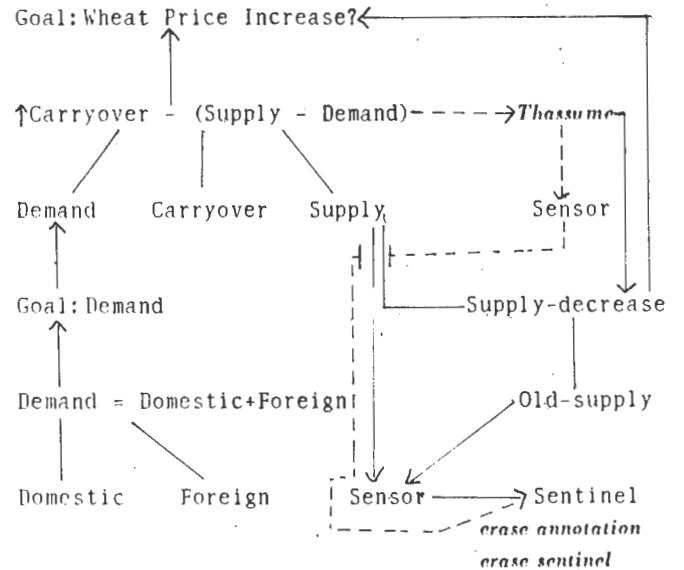 Goal:Wheat Price Increase?
↑Carryover - (Supply - Demand) Thassume
Demand Carryover Supply Sensor
Goal:Demand Supply-decrease
Demand = Domestic+Foreign Old-supply
Domestic Foreign Sensor Sentinel
erase annotation
erase sentinel